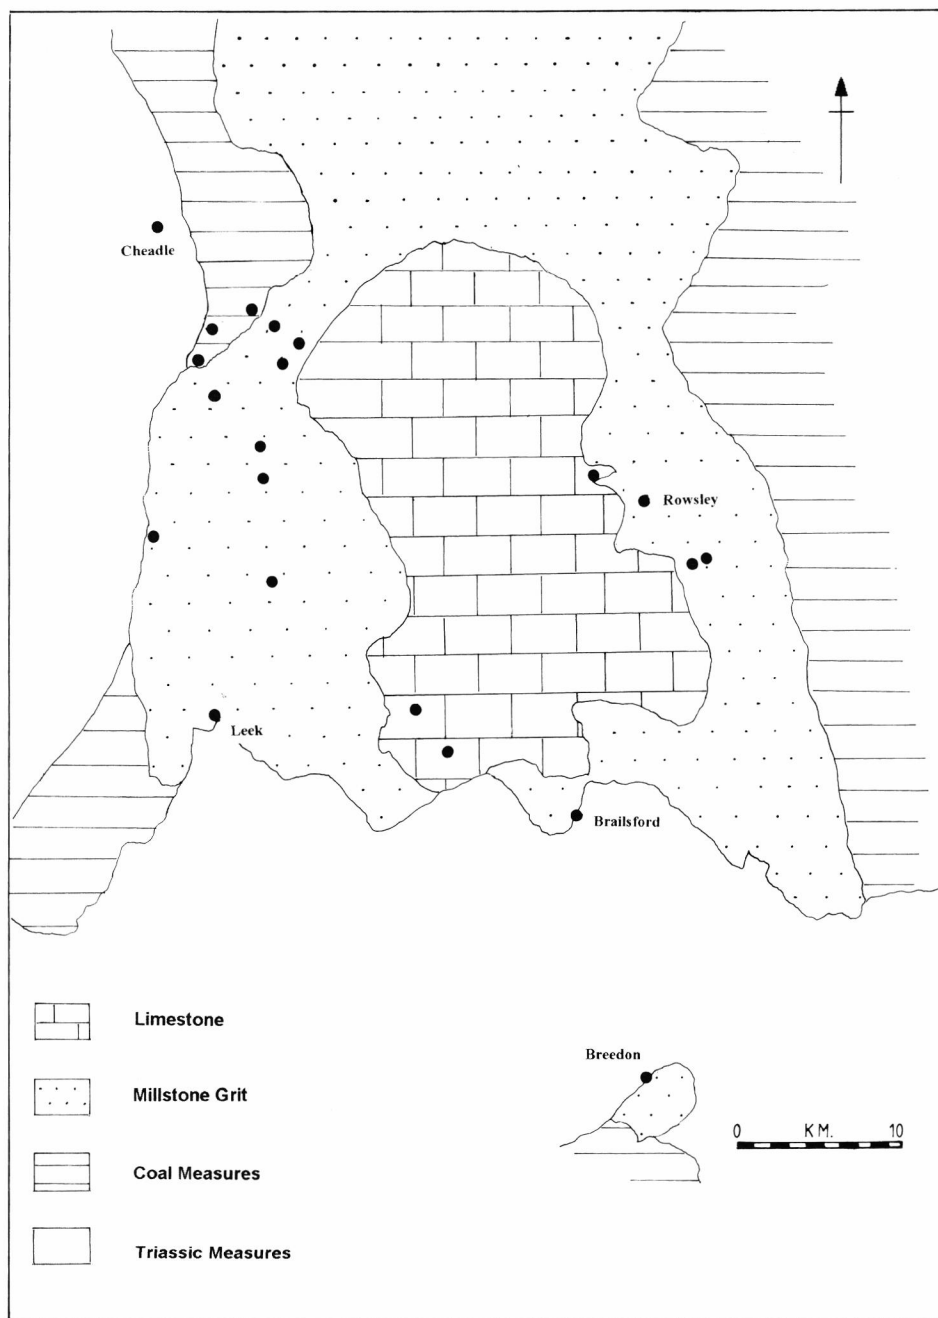 Cheadle
Rowsley
Leek
Brailsford
Limestone
Breedon
Millstone Grit
0 KM. 10
Coal Measures
Triassic Measures